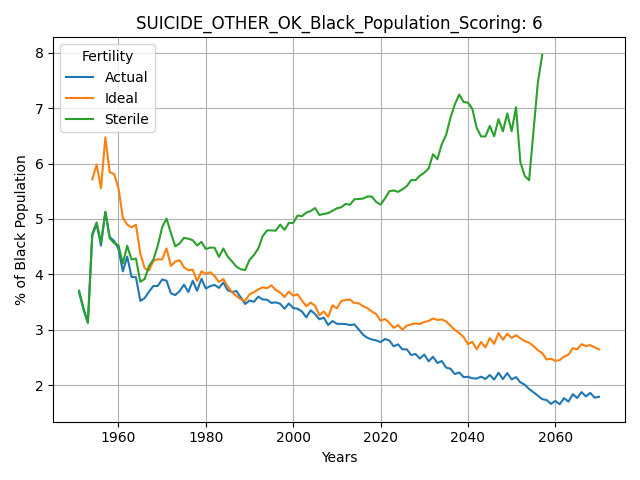 SUICIDE_OTHER_OK_Black_Population_Scoring: 6
Fertility
Actual
Ideal
Sterile
% of Black Population
8
7
6
5
4
3
2
1960
1980
2000
2020
2040
2060
Years